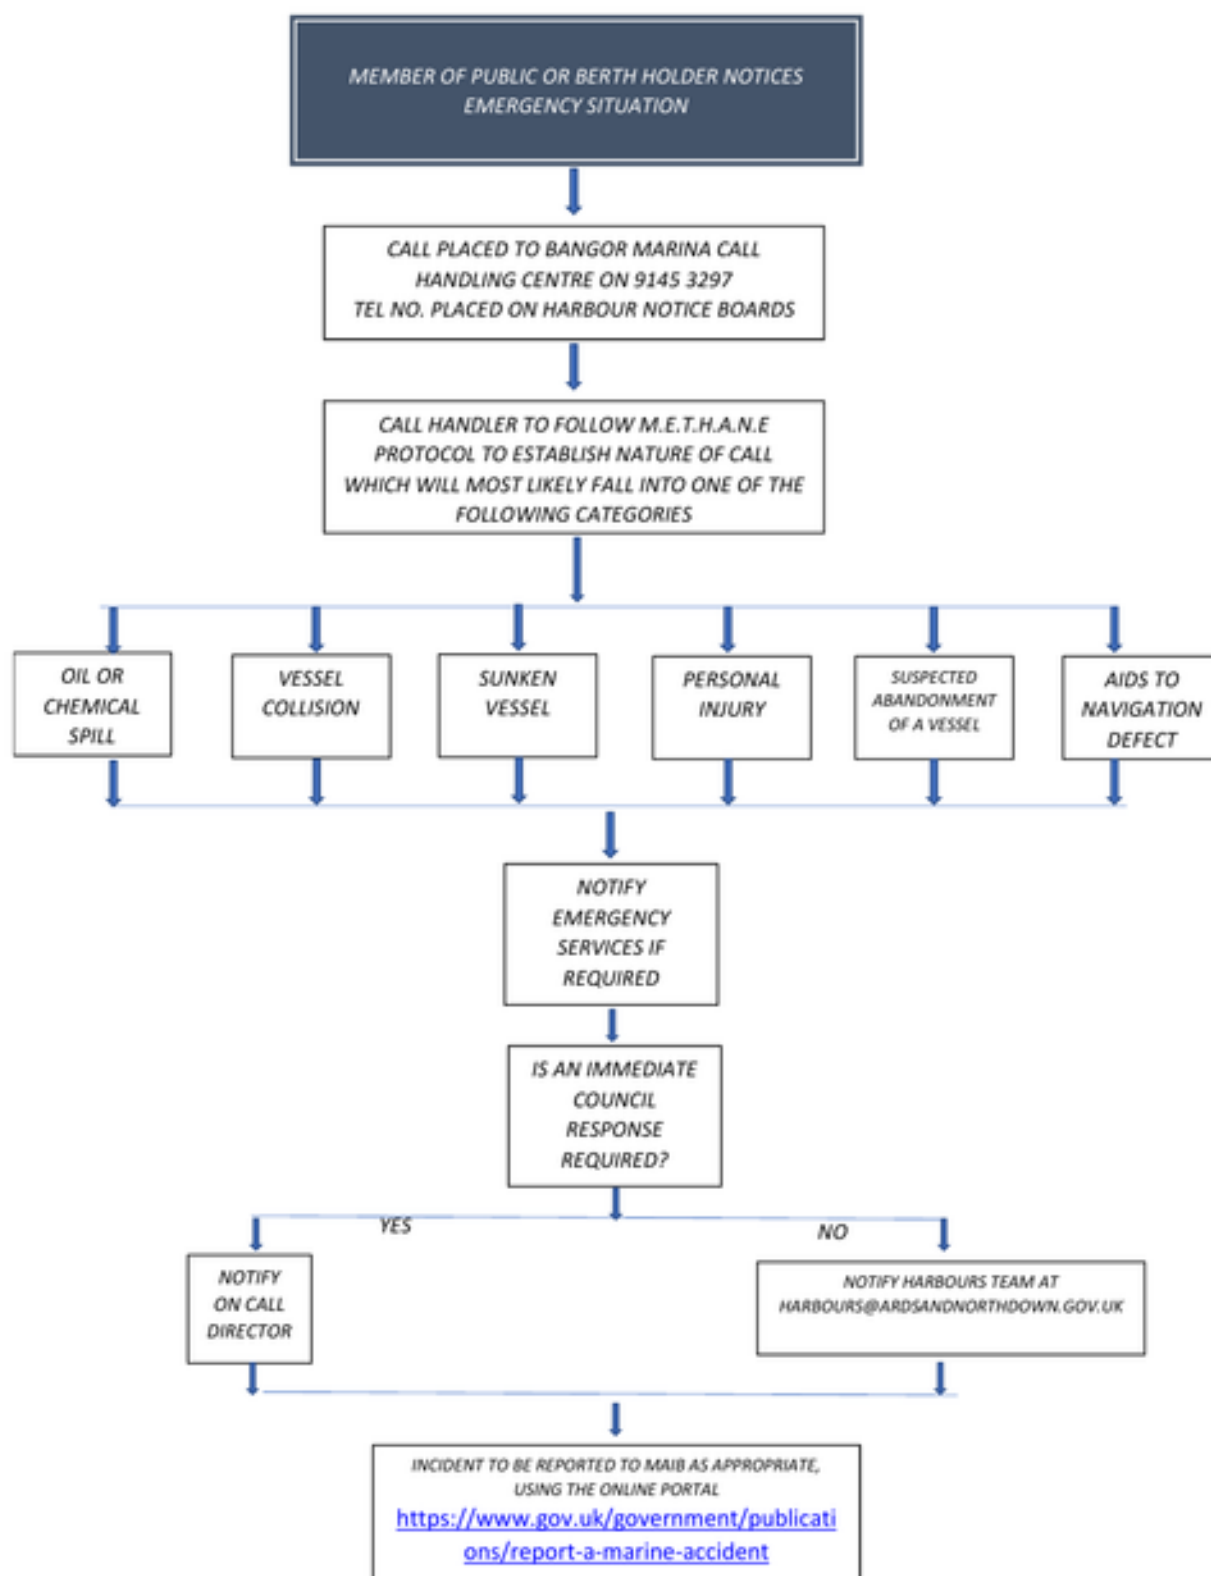 MEMBER OF PUBLIC OR BERTH HOLDER NOTICES
EMERGENCY SITUATION
CALL PLACED TO BANGOR MARINA CALL
HANDLING CENTRE ON 9145 3297
TEL NO. PLACED ON HARBOUR NOTICE BOARDS
CALL HANDLER TO FOLLOW M.E.T.H.A.N.E
PROTOCOL TO ESTABLISH NATURE OF CALL
WHICH WILL MOST LIKELY FALL INTO ONE OF THE
FOLLOWING CATEGORIES
OIL OR
CHEMICAL
SPILL
VESSEL
COLLISION
SUNKEN
VESSEL
PERSONAL
INJURY
SUSPECTED
ABANDONMENT
OF A VESSEL
AIDS TO
NAVIGATION
DEFECT
NOTIFY
EMERGENCY
SERVICES IF
REQUIRED
IS AN IMMEDIATE
COUNCIL
RESPONSE
REQUIRED?
YES
NO
NOTIFY
ON CALL
DIRECTOR
NOTIFY HARBOURS TEAM AT
HARBOURS@ARDSANDNORTHDOWN.GOV.UK
INCIDENT TO BE REPORTED TO MAIB AS APPROPRIATE,
USING THE ONLINE PORTAL
https://www.gov.uk/government/publicati
ons/report-a-marine-accident